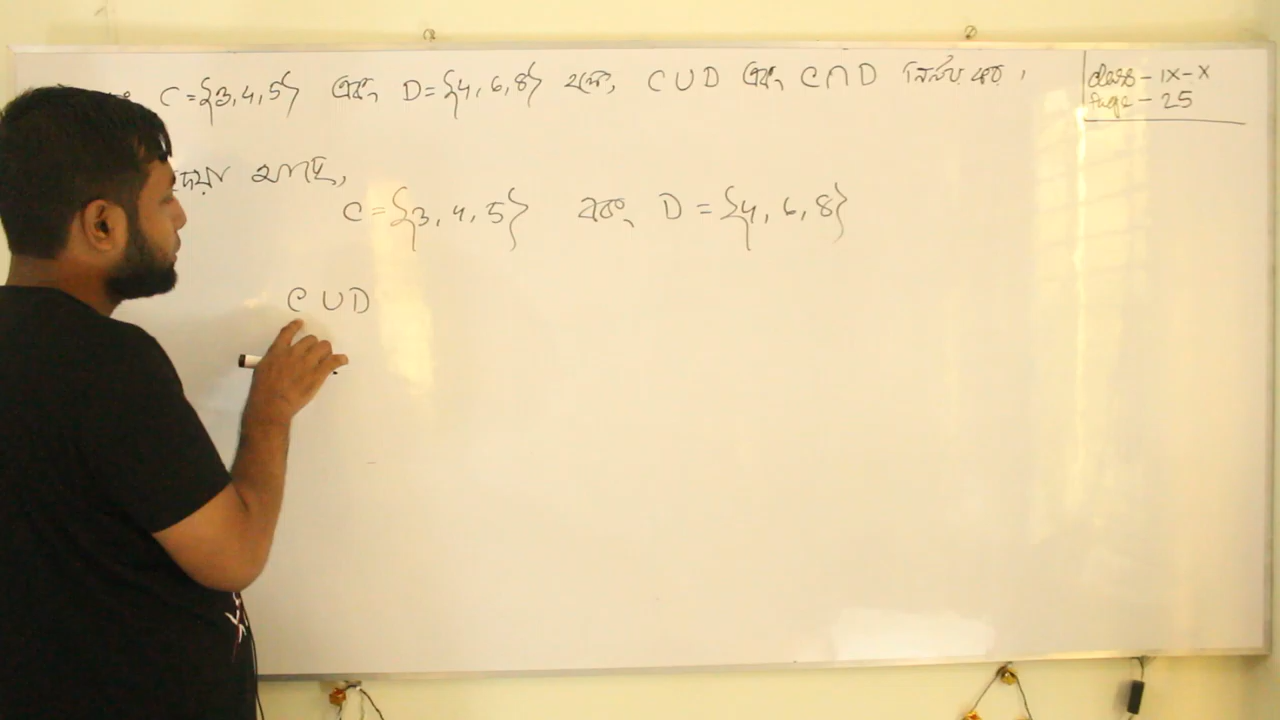 C = {3, 4, 5} এবং D = {4, 6, 8} হলে, C ∪ D এবং C ∩ D নির্ণয় কর ।
class - IX - X
Page - 25
দেয়া আছে,
C = {3, 4, 5} এবং D = {4, 6, 8}
C ∪ D